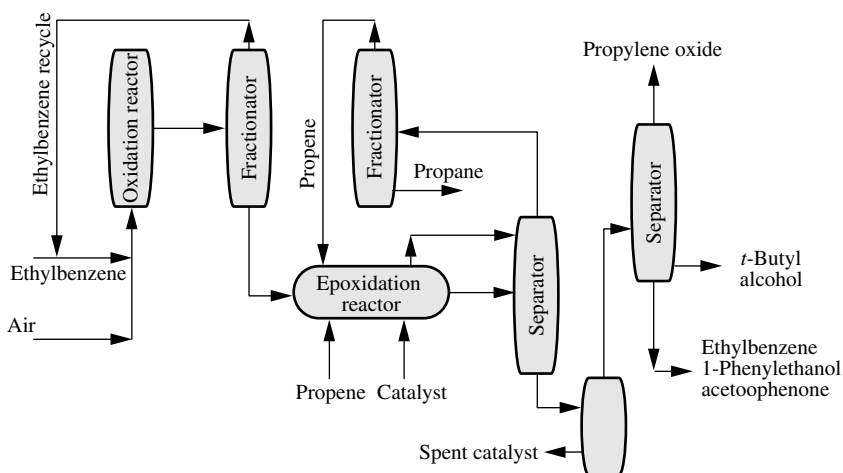 Ethylbenzene recycle
Oxidation reactor
Fractionator
Propene
Fractionator
Propane
Propylene oxide
Separator
t-Butyl
alcohol
Ethylbenzene
Air
Epoxidation
reactor
Separator
Propene
Catalyst
Ethylbenzene
1-Phenylethanol
acetoophenone
Spent catalyst